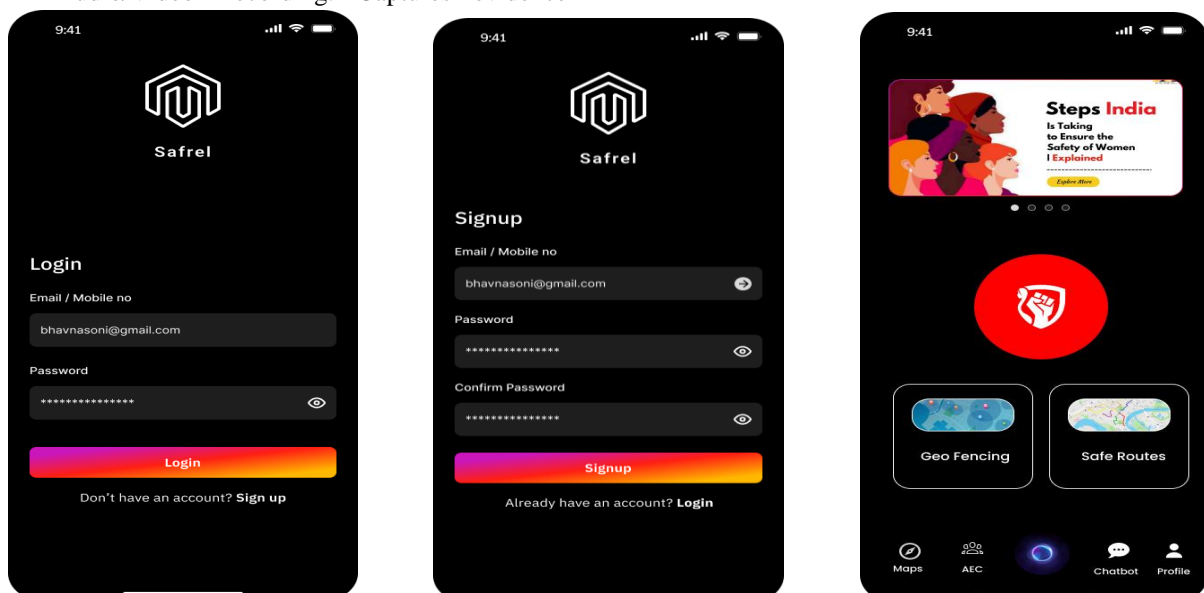 9:41
Safrel
Login
Email / Mobile no
bhavnasoni@gmail.com
Password
***************
Login
Don't have an account? Sign up
9:41
Safrel
Signup
Email / Mobile no
bhavnasoni@gmail.com
Password
***************
Confirm Password
***************
Signup
Already have an account? Login
9:41
Steps India
Is Taking
to Ensure the
Safety of Women
| Explained
Explore More
Geo Fencing
Safe Routes
Maps
AEC
Chatbot
Profile